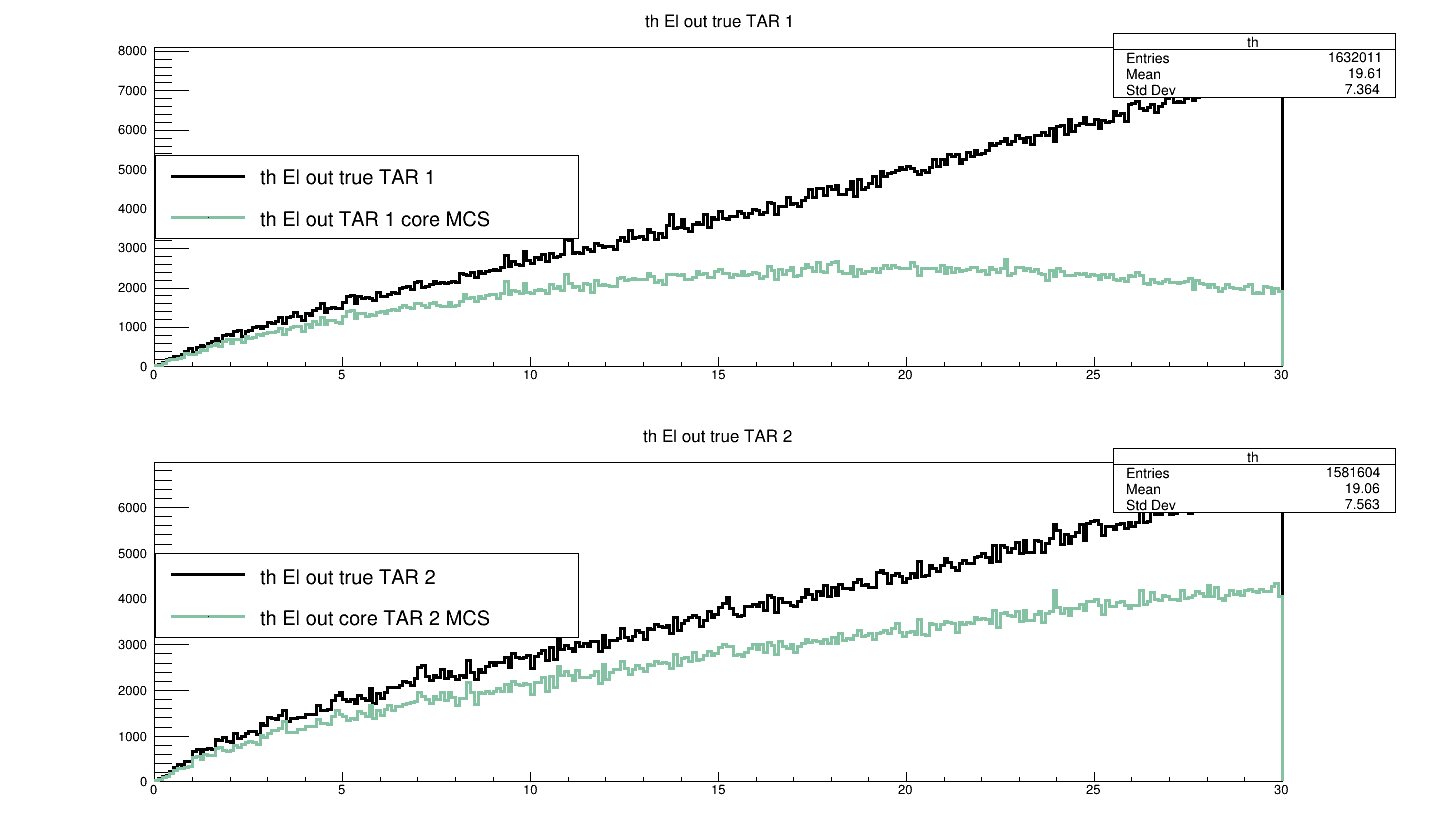 th El out true TAR 1
th
Entries 1632011
Mean 19.61
Std Dev 7.364
8000
7000
6000
5000
4000
3000
2000
1000
0
th El out true TAR 1
th El out TAR 1 core MCS
0 5 10 15 20 25 30
th El out true TAR 2
th
Entries 1581604
Mean 19.06
Std Dev 7.563
6000
5000
4000
3000
2000
1000
0
th El out true TAR 2
th El out core TAR 2 MCS
0 5 10 15 20 25 30